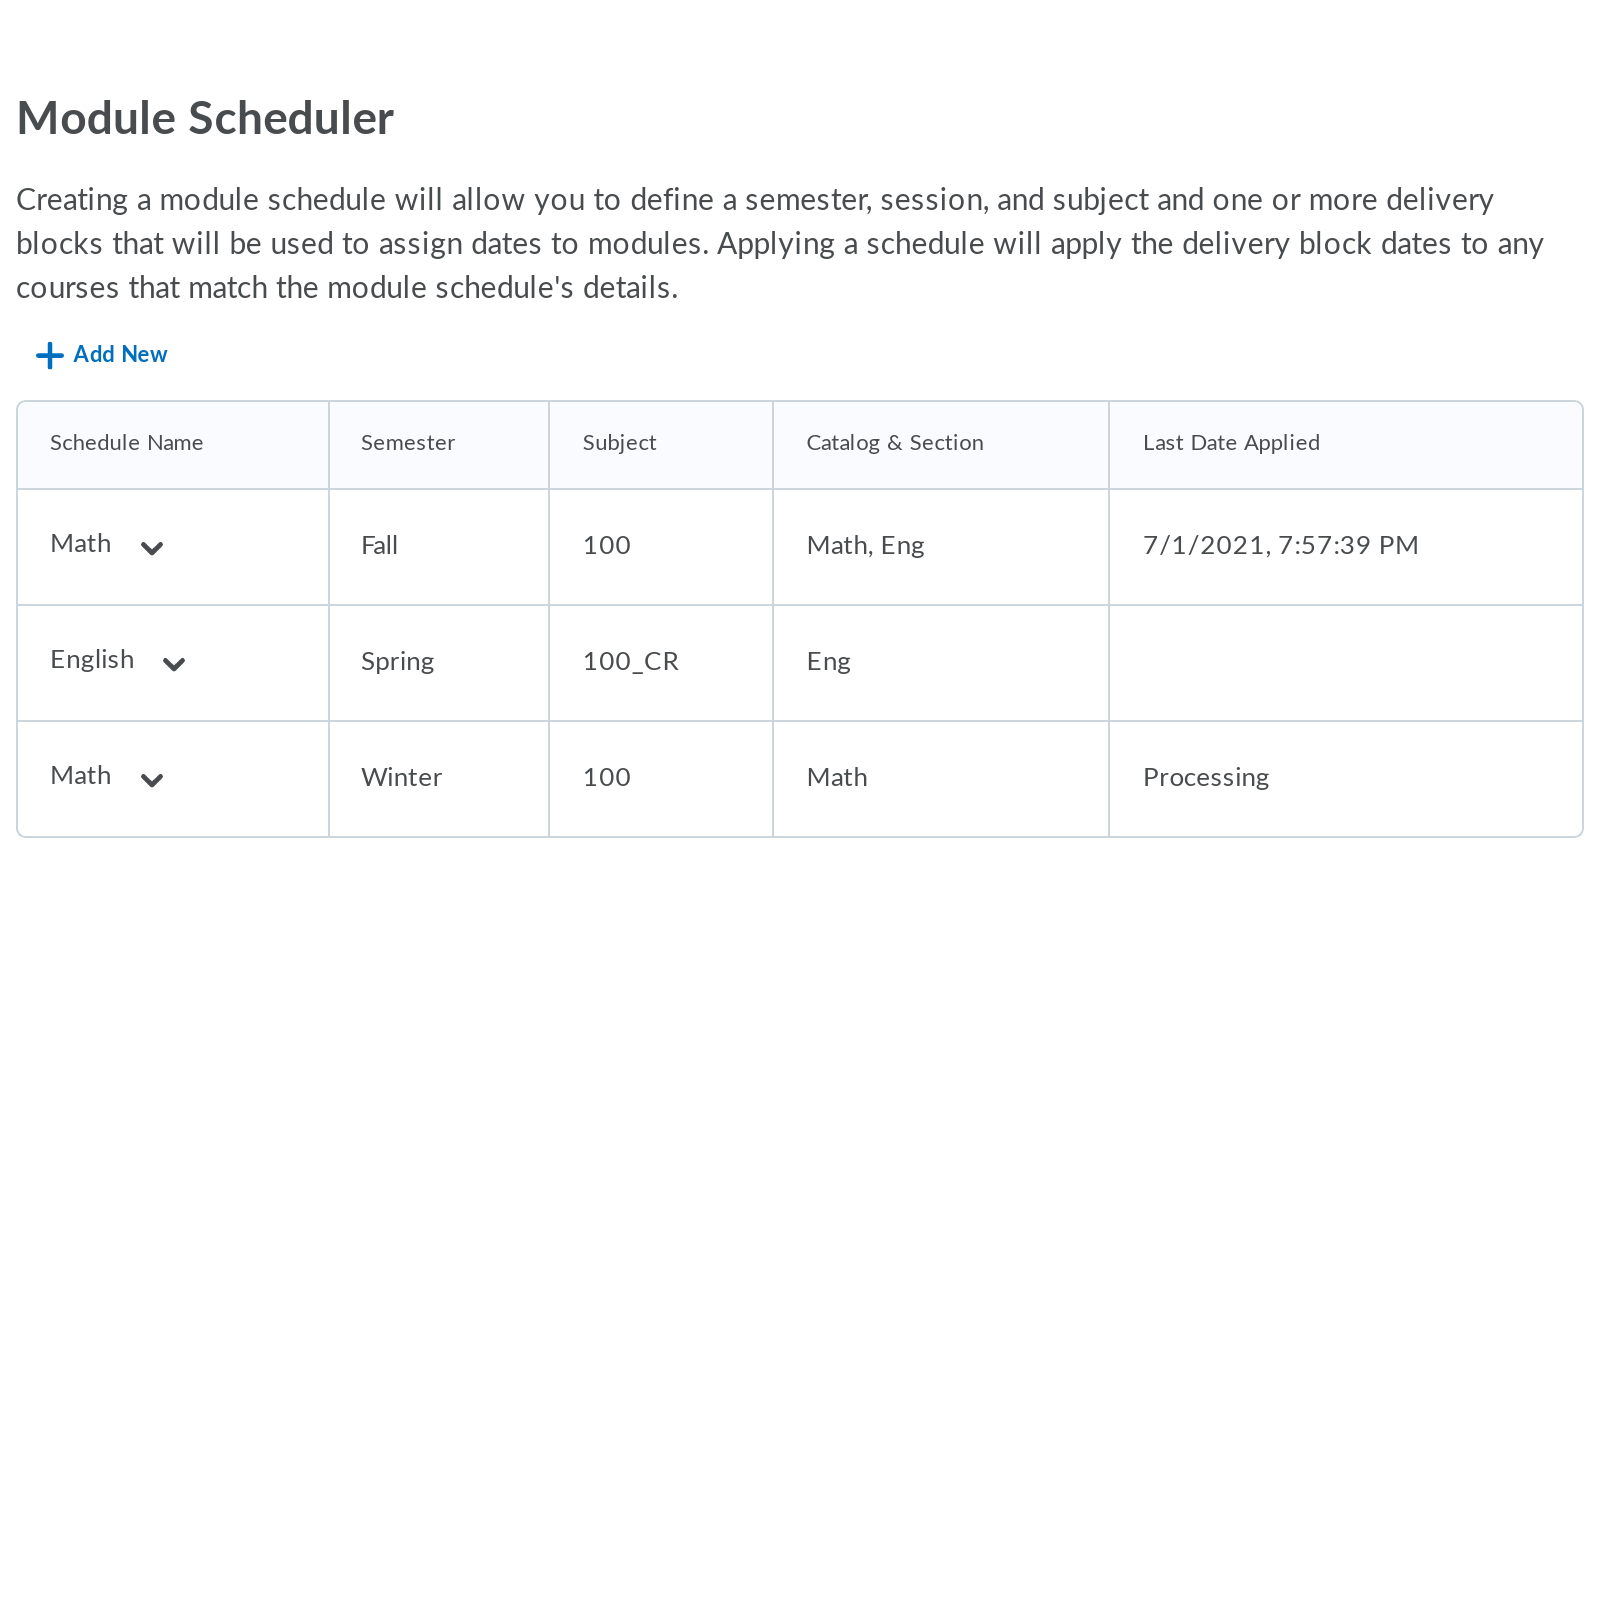 Module Scheduler
Creating a module schedule will allow you to define a semester, session, and subject and one or more delivery
blocks that will be used to assign dates to modules. Applying a schedule will apply the delivery block dates to any
courses that match the module schedule's details.
Add New
Schedule Name Semester Subject Catalog & Section Last Date Applied
Math Fall 100 Math, Eng 7/1/2021, 7:57:39 PM
English Spring 100_CR Eng
Math Winter 100 Math Processing